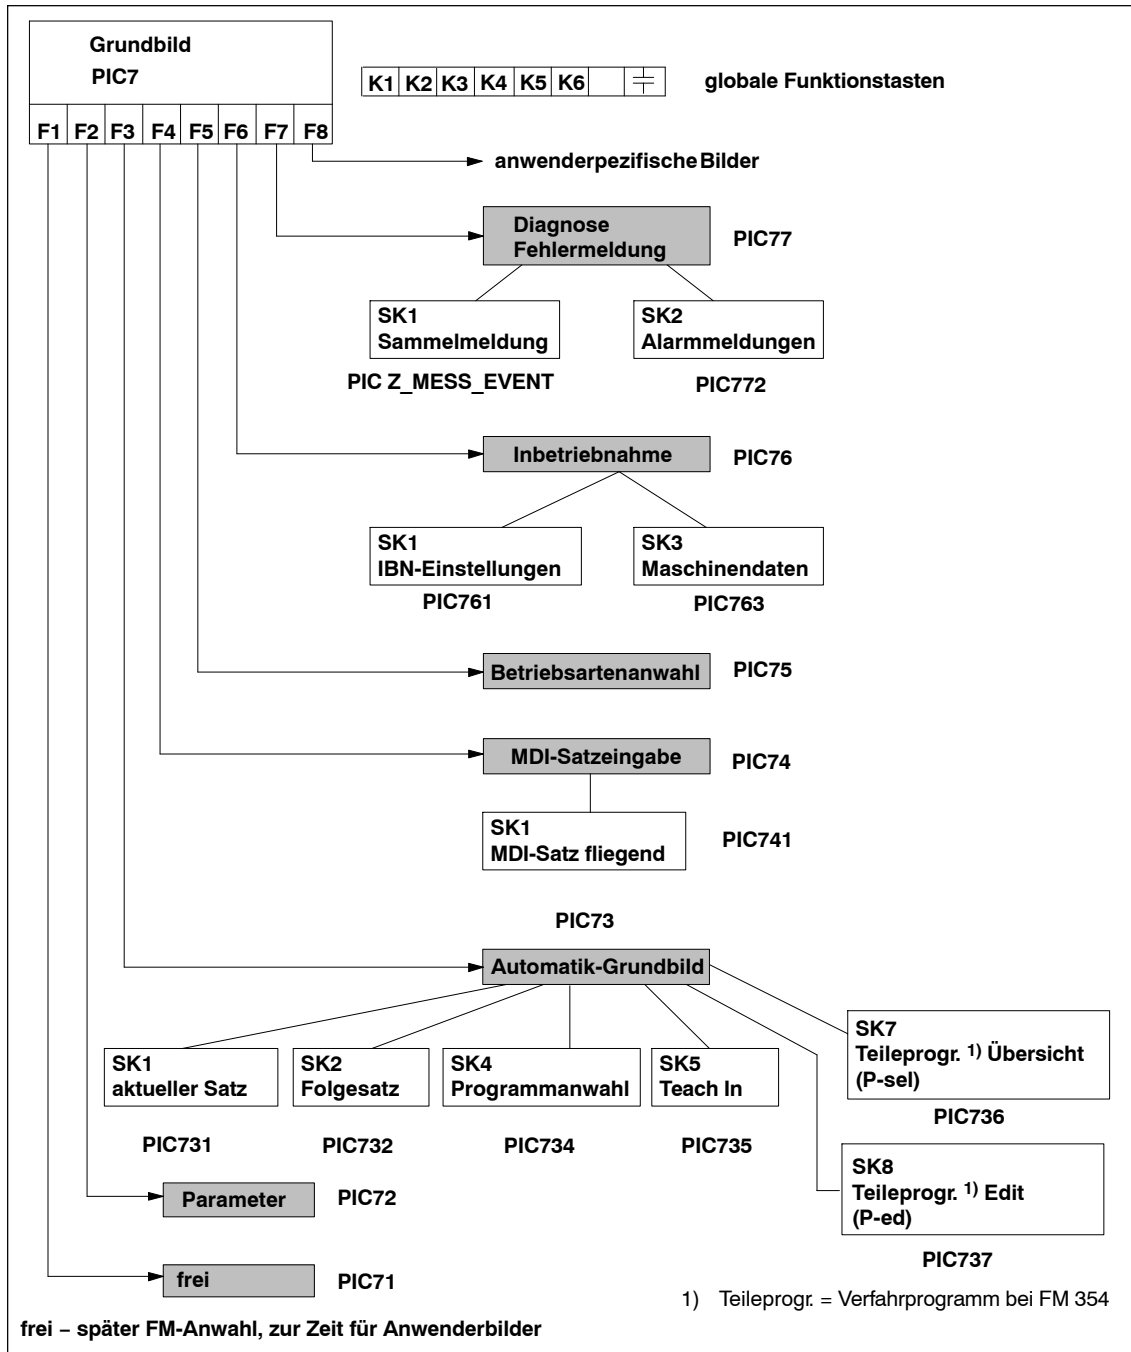 Grundbild
PIC7
K1 K2 K3 K4 K5 K6
globale Funktionstasten
F1 F2 F3 F4 F5 F6 F7 F8
anwenderpezifische Bilder
Diagnose
Fehlermeldung
PIC77
SK1
Sammelmeldung
PIC Z_MESS_EVENT
SK2
Alarmmeldungen
PIC772
Inbetriebnahme
PIC76
SK1
IBN-Einstellungen
PIC761
SK3
Maschinendaten
PIC763
Betriebsartenanwahl
PIC75
MDI-Satzeingabe
PIC74
SK1
MDI-Satz fliegend
PIC741
PIC73
Automatik-Grundbild
SK1
aktueller Satz
PIC731
SK2
Folgesatz
PIC732
SK4
Programmanwahl
PIC734
SK5
Teach In
PIC735
SK7
Teileprogr. 1) Übersicht
(P-sel)
PIC736
SK8
Teileprogr. 1) Edit
(P-ed)
PIC737
Parameter
PIC72
frei
PIC71
1) Teileprogr. = Verfahrprogramm bei FM 354
frei – später FM-Anwahl, zur Zeit für Anwenderbilder